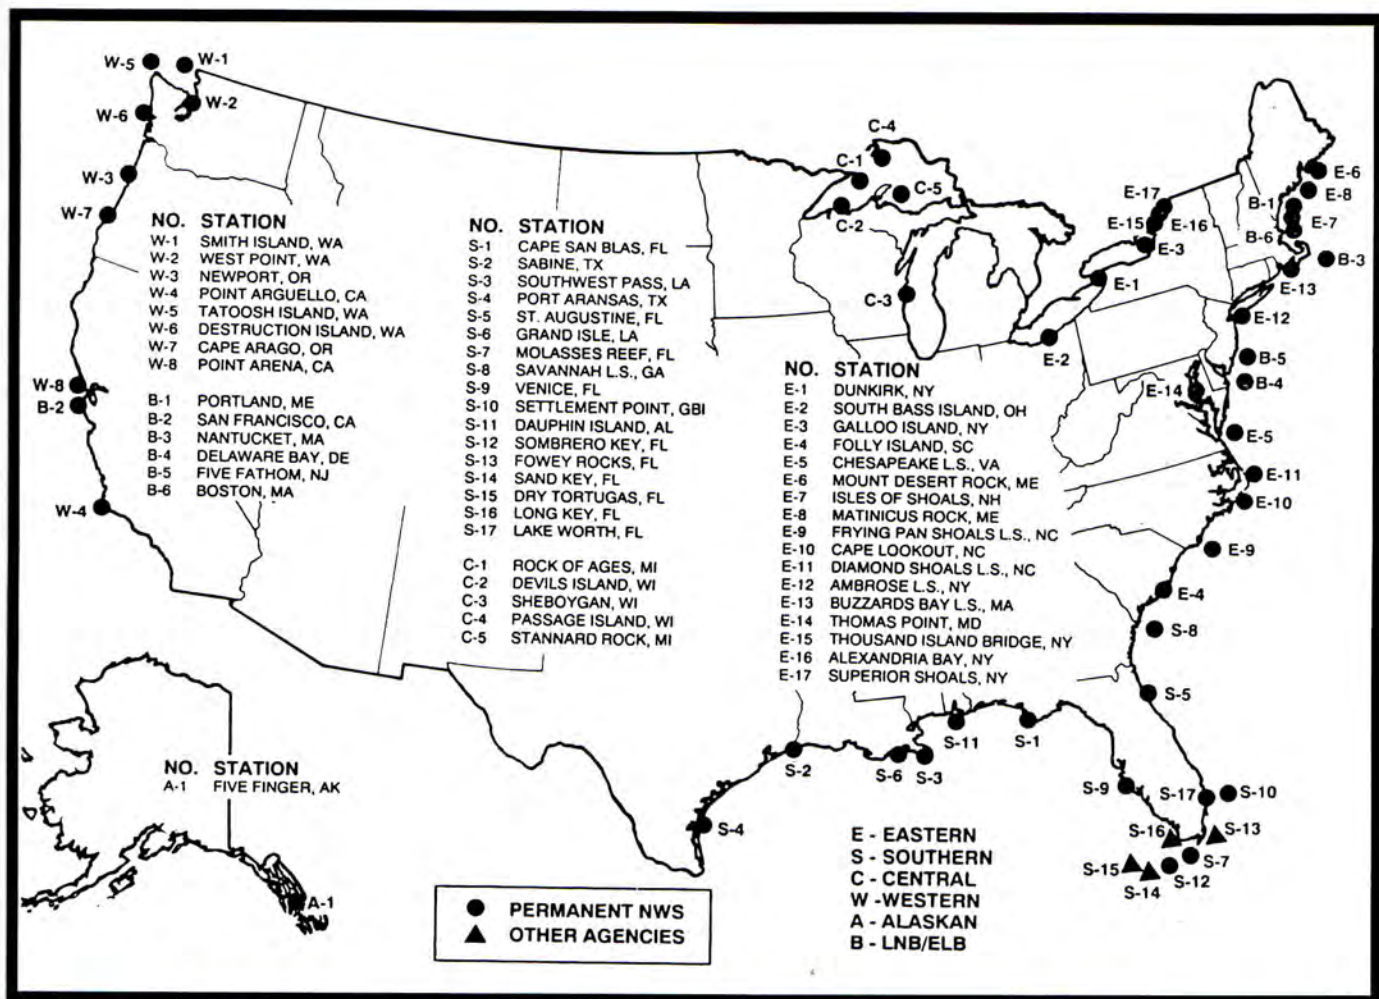 W-5
W-1
W-2
W-6
W-3
W-7
W-8
B-2
W-4
C-4
C-1
C-5
C-2
C-3
E-17
E-15
E-16
E-3
E-1
E-2
E-6
E-8
B-1
E-7
B-6
B-3
E-13
E-12
B-5
B-4
E-14
E-5
E-11
E-10
E-9
E-4
S-8
S-5
S-11
S-1
S-2
S-6
S-3
S-4
S-9
S-17
S-10
S-16
S-13
S-15
S-7
S-12
S-14
A-1
NO. STATION
W-1 SMITH ISLAND, WA
W-2 WEST POINT, WA
W-3 NEWPORT, OR
W-4 POINT ARGUELLO, CA
W-5 TATOOSH ISLAND, WA
W-6 DESTRUCTION ISLAND, WA
W-7 CAPE ARAGO, OR
W-8 POINT ARENA, CA
B-1 PORTLAND, ME
B-2 SAN FRANCISCO, CA
B-3 NANTUCKET, MA
B-4 DELAWARE BAY, DE
B-5 FIVE FATHOM, NJ
B-6 BOSTON, MA
NO. STATION
S-1 CAPE SAN BLAS, FL
S-2 SABINE, TX
S-3 SOUTHWEST PASS, LA
S-4 PORT ARANSAS, TX
S-5 ST. AUGUSTINE, FL
S-6 GRAND ISLE, LA
S-7 MOLASSES REEF, FL
S-8 SAVANNAH L.S., GA
S-9 VENICE, FL
S-10 SETTLEMENT POINT, GBI
S-11 DAUPHIN ISLAND, AL
S-12 SOMBRERO KEY, FL
S-13 FOWEY ROCKS, FL
S-14 SAND KEY, FL
S-15 DRY TORTUGAS, FL
S-16 LONG KEY, FL
S-17 LAKE WORTH, FL
C-1 ROCK OF AGES, MI
C-2 DEVILS ISLAND, WI
C-3 SHEBOYGAN, WI
C-4 PASSAGE ISLAND, WI
C-5 STANNARD ROCK, MI
NO. STATION
E-1 DUNKIRK, NY
E-2 SOUTH BASS ISLAND, OH
E-3 GALLOO ISLAND, NY
E-4 FOLLY ISLAND, SC
E-5 CHESAPEAKE L.S., VA
E-6 MOUNT DESERT ROCK, ME
E-7 ISLES OF SHOALS, NH
E-8 MATINICUS ROCK, ME
E-9 FRYING PAN SHOALS L.S., NC
E-10 CAPE LOOKOUT, NC
E-11 DIAMOND SHOALS L.S., NC
E-12 AMBROSE L.S., NY
E-13 BUZZARDS BAY L.S., MA
E-14 THOMAS POINT, MD
E-15 THOUSAND ISLAND BRIDGE, NY
E-16 ALEXANDRIA BAY, NY
E-17 SUPERIOR SHOALS, NY
NO. STATION
A-1 FIVE FINGER, AK
PERMANENT NWS
OTHER AGENCIES
E - EASTERN
S - SOUTHERN
C - CENTRAL
W -WESTERN
A - ALASKAN
B - LNB/ELB